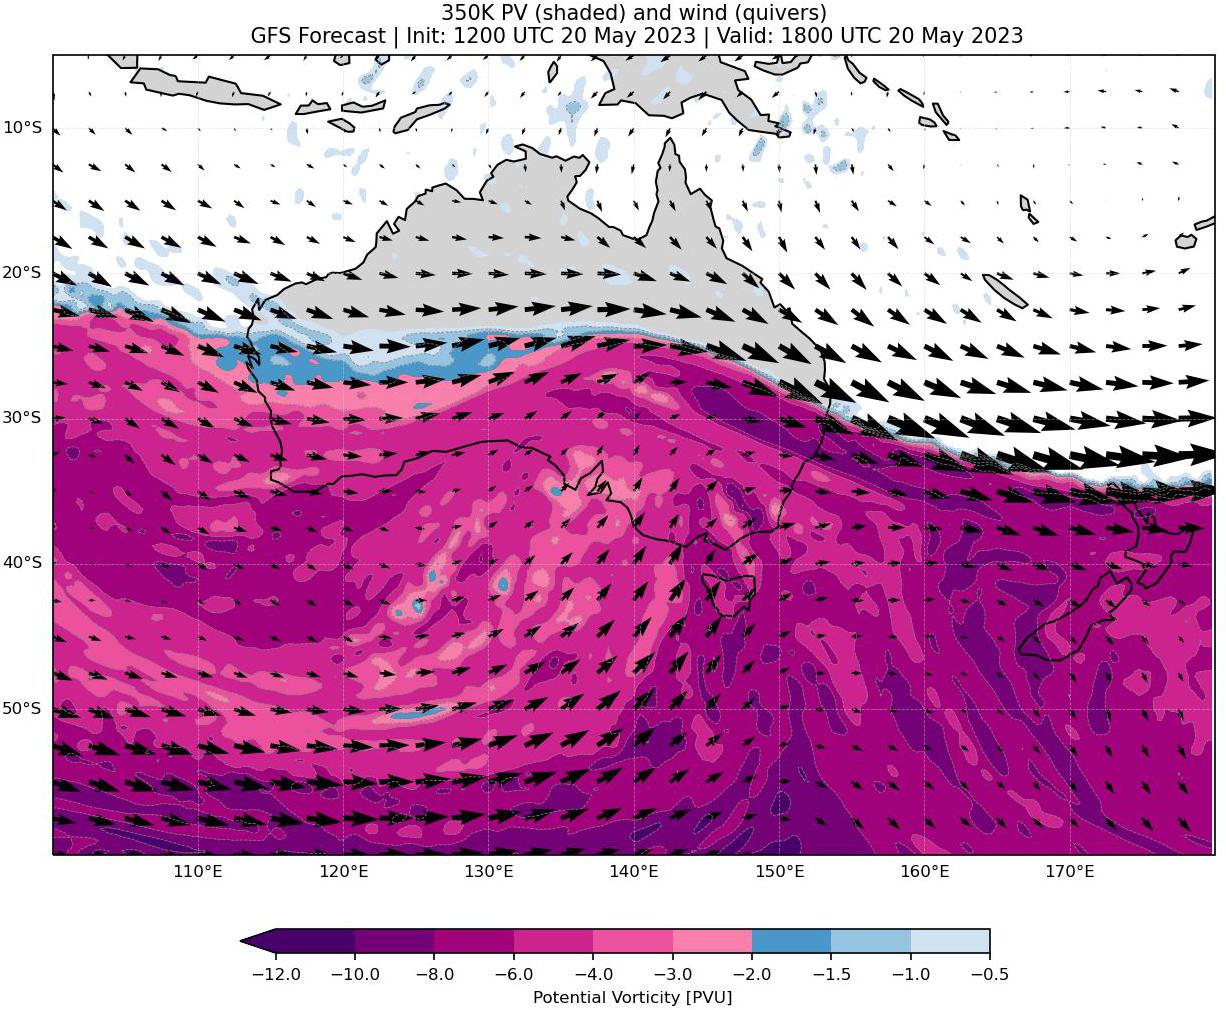 350K PV (shaded) and wind (quivers)
GFS Forecast | Init: 1200 UTC 20 May 2023 | Valid: 1800 UTC 20 May 2023
10°S
20°S
30°S
40°S
50°S
110°E 120°E 130°E 140°E 150°E 160°E 170°E
−12.0 −10.0 −8.0 −6.0 −4.0 −3.0 −2.0 −1.5 −1.0 −0.5
Potential Vorticity [PVU]